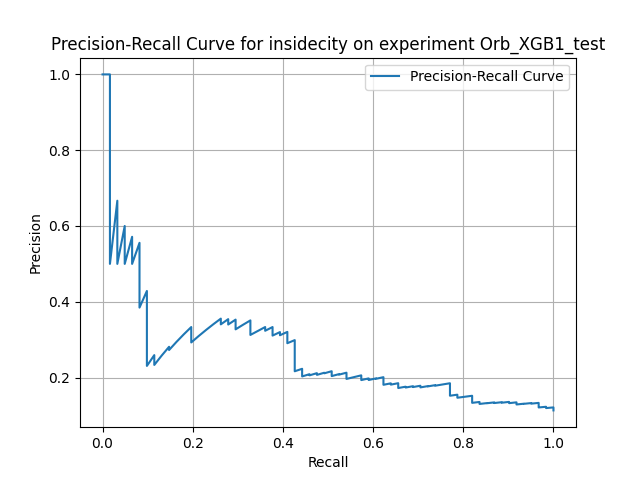 Precision-Recall Curve for insidecity on experiment Orb_XGB1_test
Precision-Recall Curve
1.0
0.8
0.6
0.4
0.2
Precision
0.0 0.2 0.4 0.6 0.8 1.0
Recall